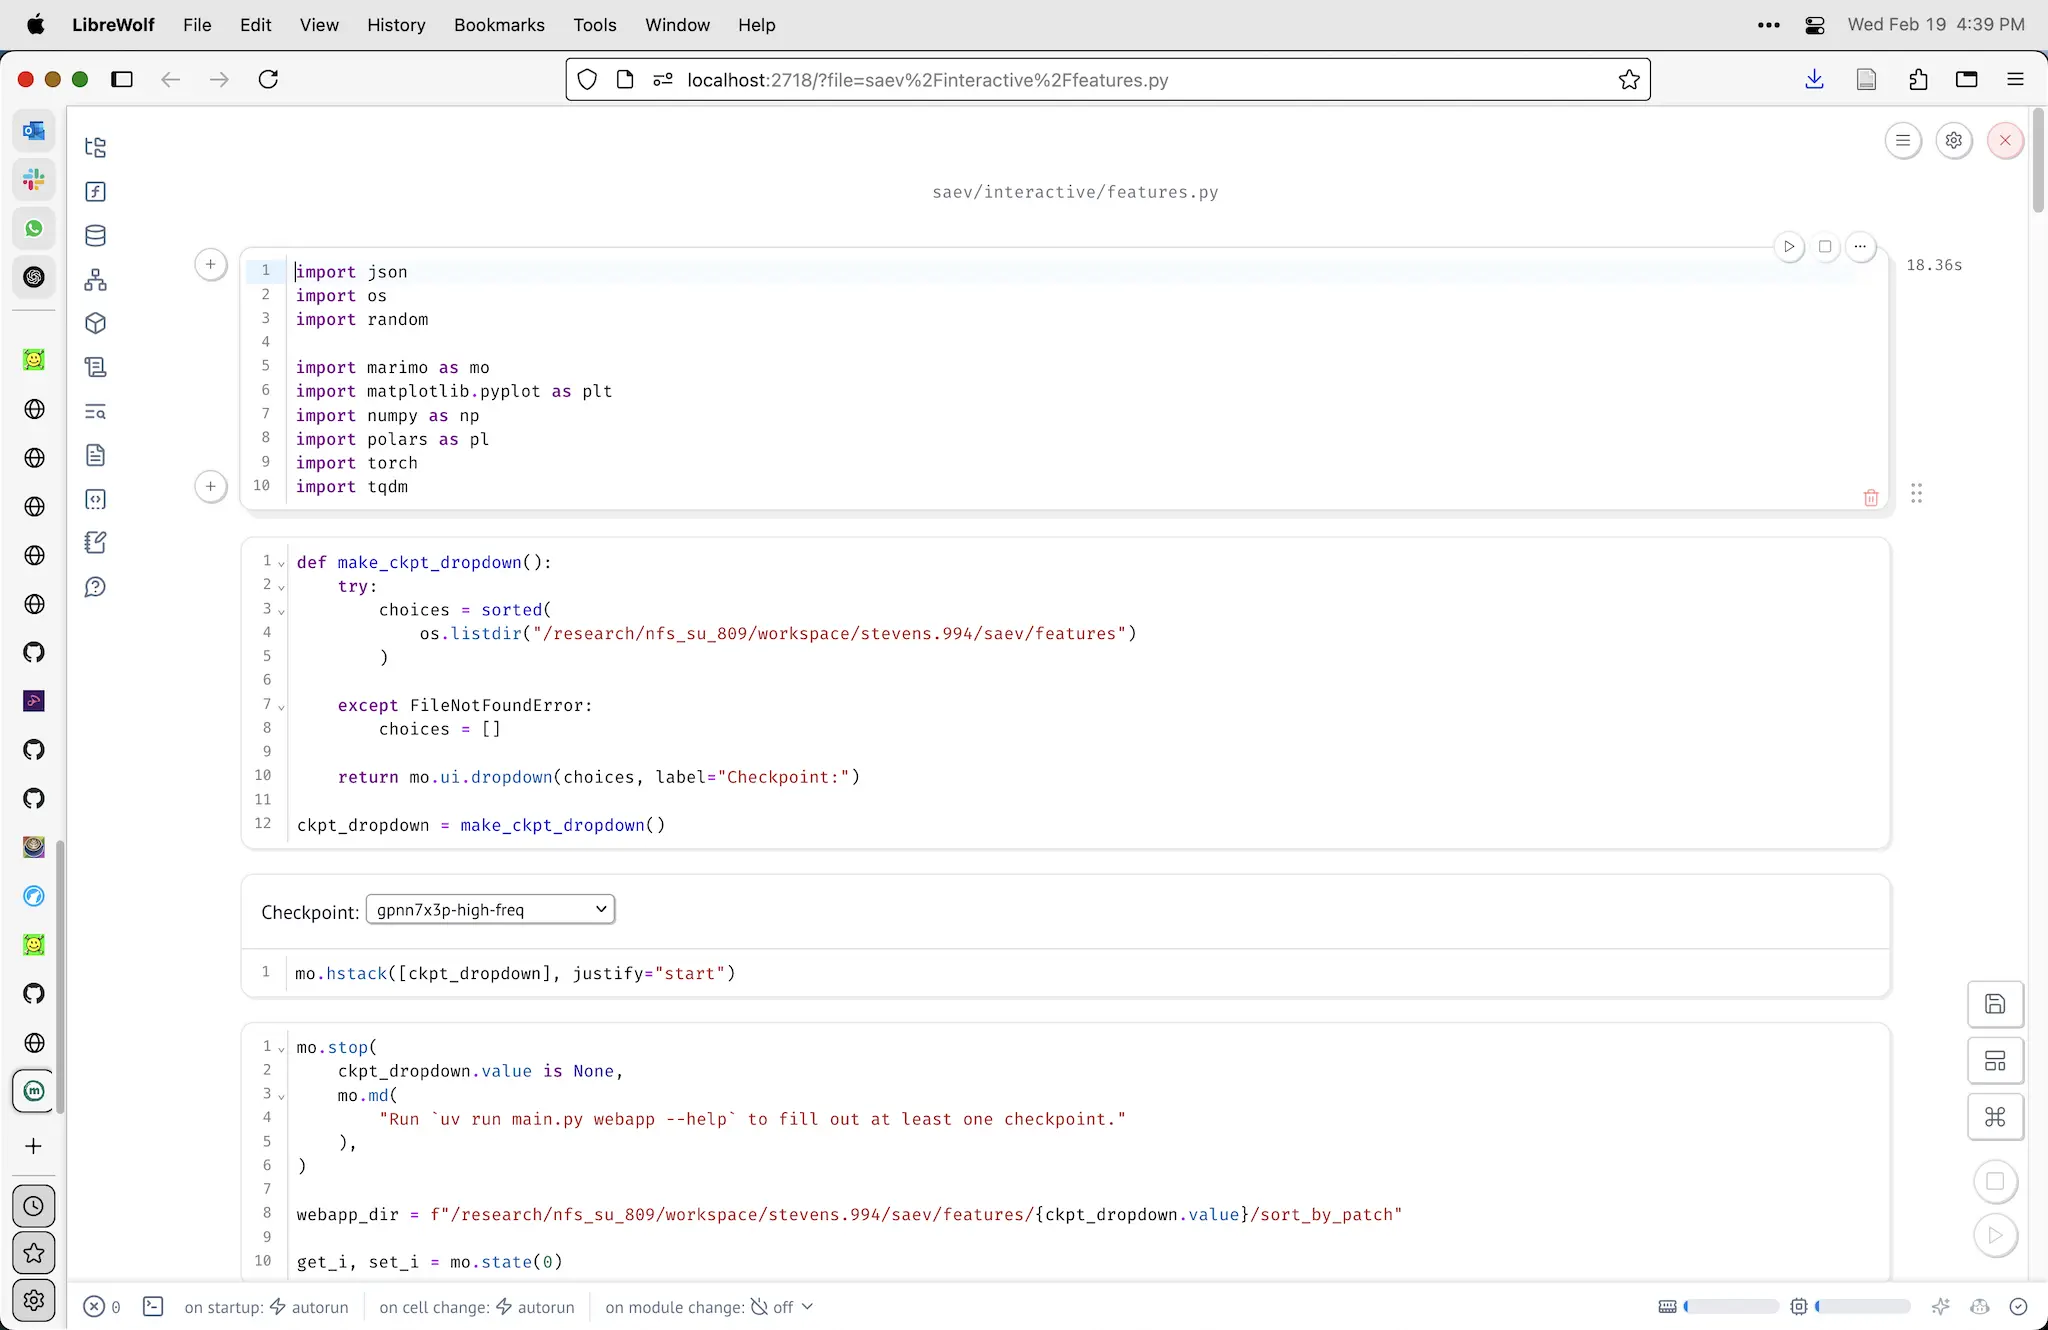 LibreWolf File Edit View History Bookmarks Tools Window Help Wed Feb 19 4:39 PM
localhost:2718/?file=saev%2Finteractive%2Ffeatures.py
saev/interactive/features.py
18.36s
1 import json
2 import os
3 import random
4
5 import marimo as mo
6 import matplotlib.pyplot as plt
7 import numpy as np
8 import polars as pl
9 import torch
10 import tqdm
1 def make_ckpt_dropdown():
2     try:
3         choices = sorted(
4             os.listdir("/research/nfs_su_809/workspace/stevens.994/saev/features")
5         )
6
7     except FileNotFoundError:
8         choices = []
9
10     return mo.ui.dropdown(choices, label="Checkpoint:")
11
12 ckpt_dropdown = make_ckpt_dropdown()
Checkpoint: gpnn7x3p-high-freq
1 mo.hstack([ckpt_dropdown], justify="start")
1 mo.stop(
2     ckpt_dropdown.value is None,
3     mo.md(
4         "Run `uv run main.py webapp --help` to fill out at least one checkpoint."
5     ),
6 )
7
8 webapp_dir = f"/research/nfs_su_809/workspace/stevens.994/saev/features/{ckpt_dropdown.value}/sort_by_patch"
9
10 get_i, set_i = mo.state(0)
0 on startup: autorun on cell change: autorun on module change: off